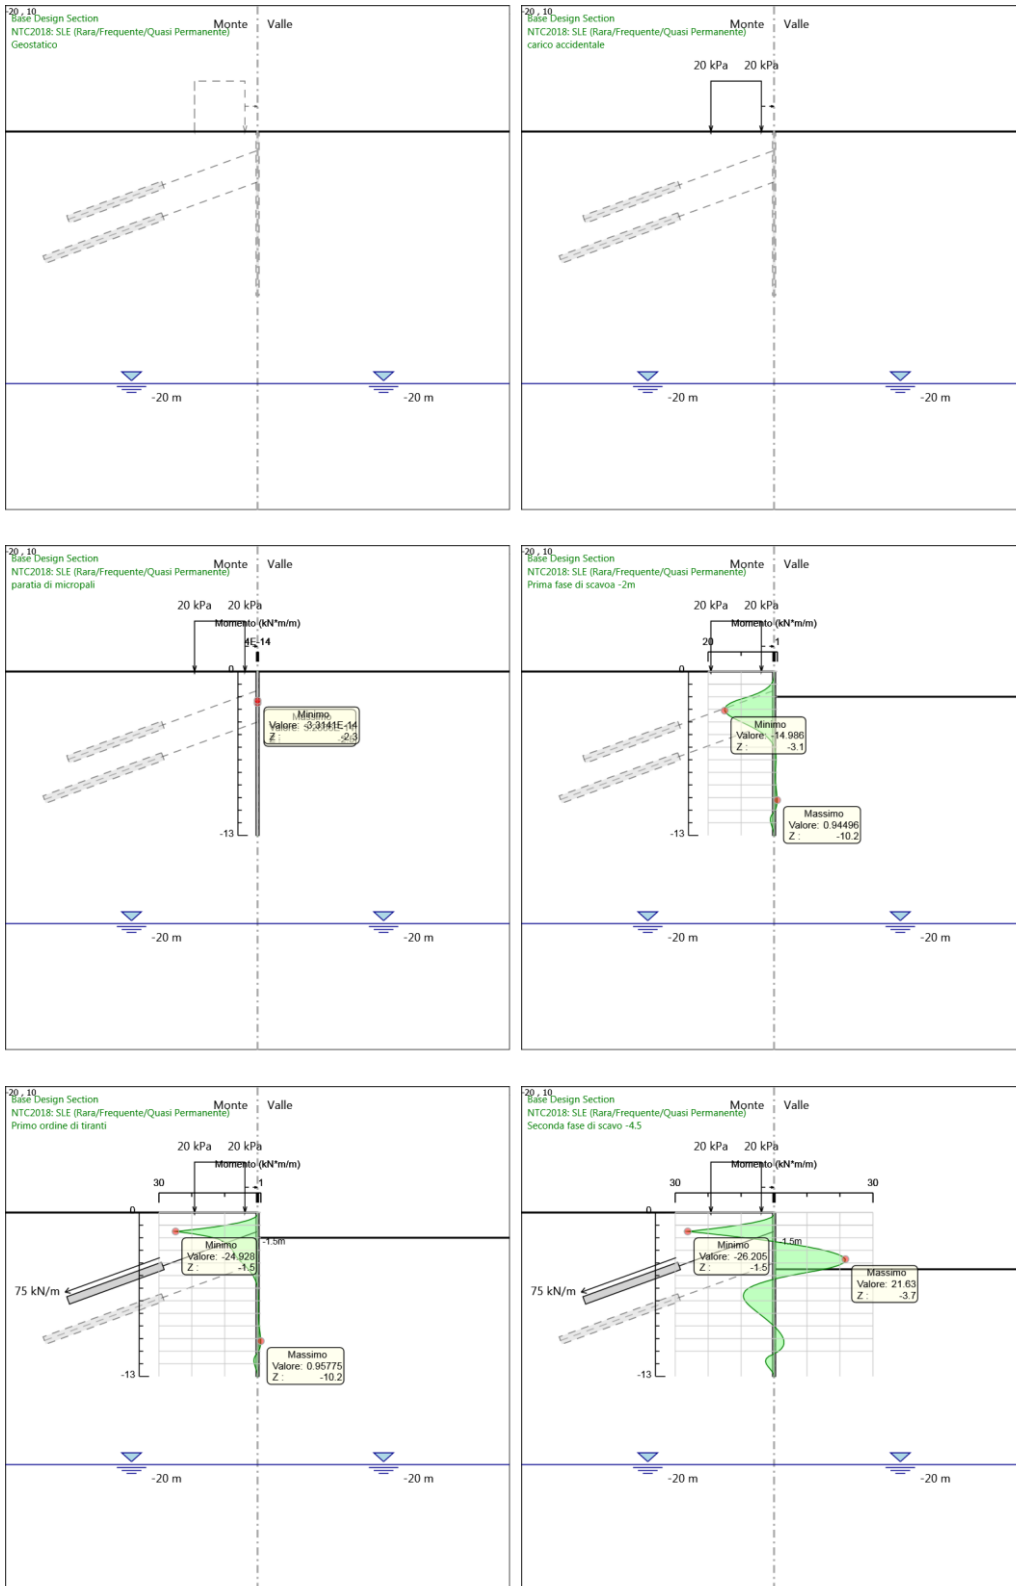 -20 , 10
Base Design Section
NTC2018: SLE (Rara/Frequente/Quasi Permanente)
Geostatico
Monte Valle
-20 m
-20 m
-20 , 10
Base Design Section
NTC2018: SLE (Rara/Frequente/Quasi Permanente)
carico accidentale
Monte Valle
20 kPa 20 kPa
-20 m
-20 m
-20 , 10
Base Design Section
NTC2018: SLE (Rara/Frequente/Quasi Permanente)
paratia di micropali
Monte Valle
20 kPa 20 kPa
Momento (kN*m/m)
4E-14
0
Minimo
Valore: -3.3141E-14
Z : -2.3
-13
-20 m
-20 m
-20 , 10
Base Design Section
NTC2018: SLE (Rara/Frequente/Quasi Permanente)
Prima fase di scavoa -2m
Monte Valle
20 kPa 20 kPa
Momento (kN*m/m)
20 1
0
Minimo
Valore: -14.986
Z : -3.1
Massimo
Valore: 0.94496
Z : -10.2
-13
-20 m
-20 m
-20 , 10
Base Design Section
NTC2018: SLE (Rara/Frequente/Quasi Permanente)
Primo ordine di tiranti
Monte Valle
20 kPa 20 kPa
Momento (kN*m/m)
30 1
0
-1.5m
Minimo
Valore: -24.928
Z : -1.5
75 kN/m
Massimo
Valore: 0.95775
Z : -10.2
-13
-20 m
-20 m
-20 , 10
Base Design Section
NTC2018: SLE (Rara/Frequente/Quasi Permanente)
Seconda fase di scavo -4.5
Monte Valle
20 kPa 20 kPa
Momento (kN*m/m)
30 30
0
-1.5m
Minimo
Valore: -26.205
Z : -1.5
Massimo
Valore: 21.63
Z : -3.7
75 kN/m
-13
-20 m
-20 m